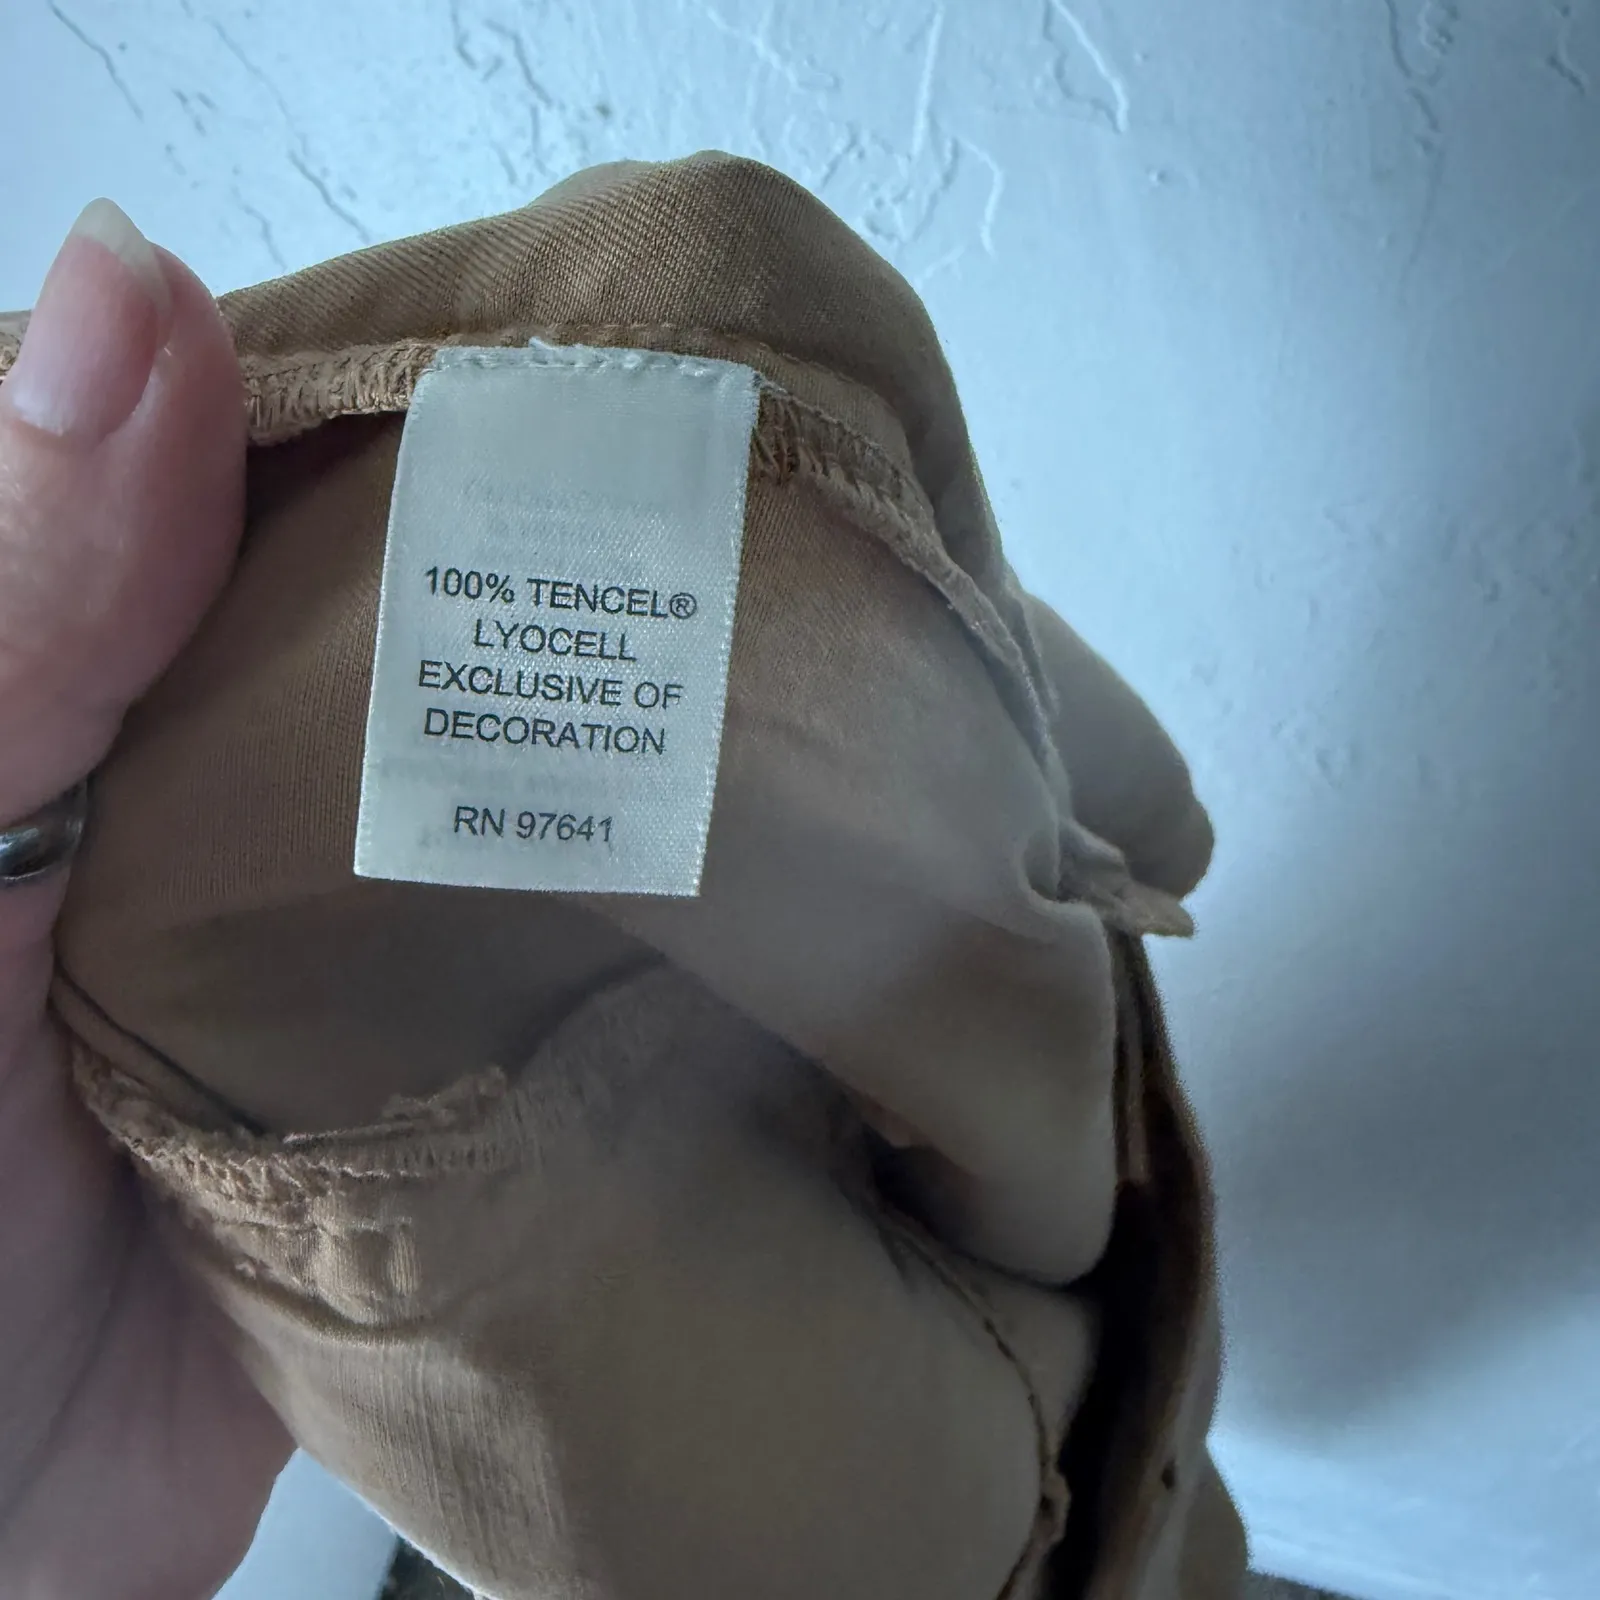 100% TENCEL®
LYOCELL
EXCLUSIVE OF
DECORATION
RN 97641